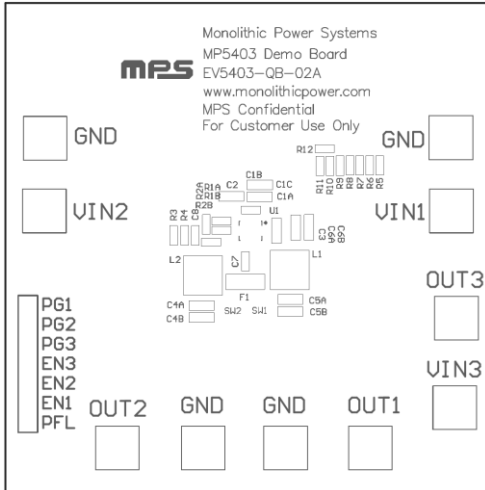 Monolithic Power Systems
MP5403 Demo Board
mps EV5403-QB-02A
www.monolithicpower.com
MPS Confidential
For Customer Use Only
GND
GND
R12
C1B
R2A
R1A
R1B
R2B
C2
C1C
C1A
R11
R10
R9
R8
R7
R6
R5
VIN2
VIN1
R3
R4
C8
U1
C3
C6A
C6B
L2
C7
L1
F1
C4A
C4B
SW2
SW1
C5A
C5B
OUT3
PG1
PG2
PG3
EN3
EN2
EN1
PFL
VIN3
OUT2
GND
GND
OUT1